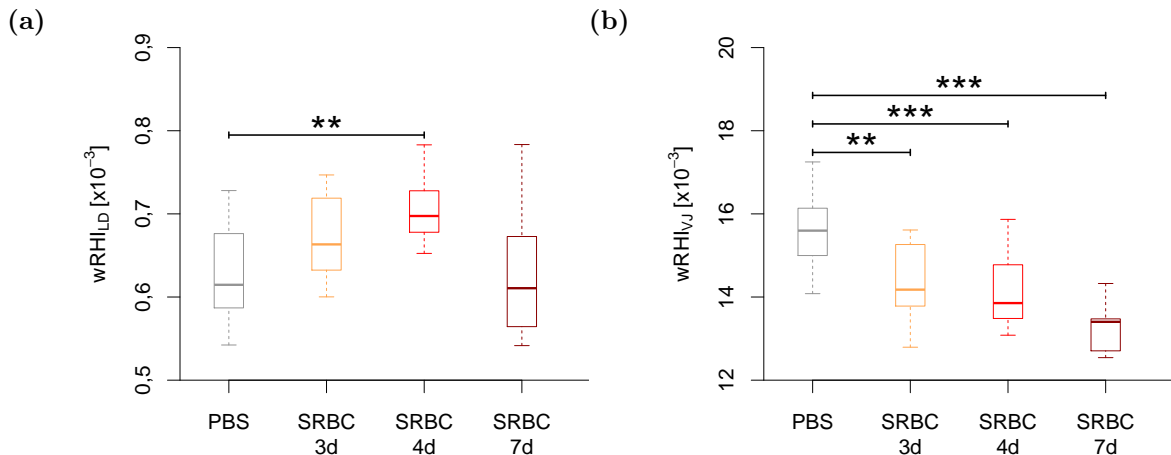 (a)
wRHI_LD [x10^−3]
0,9
0,8
0,7
0,6
0,5
**
PBS
SRBC
3d
SRBC
4d
SRBC
7d
(b)
wRHI_VJ [x10^−3]
20
18
16
14
12
***
***
**
PBS
SRBC
3d
SRBC
4d
SRBC
7d